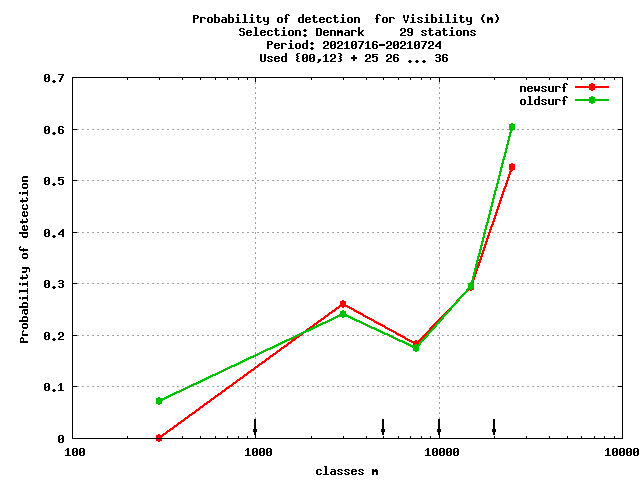 Probability of detection  for Visibility (m)
Selection: Denmark     29 stations
Period: 20210716-20210724
Used {00,12} + 25 26 ... 36
newsurf
oldsurf
Probability of detection
0.7
0.6
0.5
0.4
0.3
0.2
0.1
0
100 1000 10000 10000
classes m